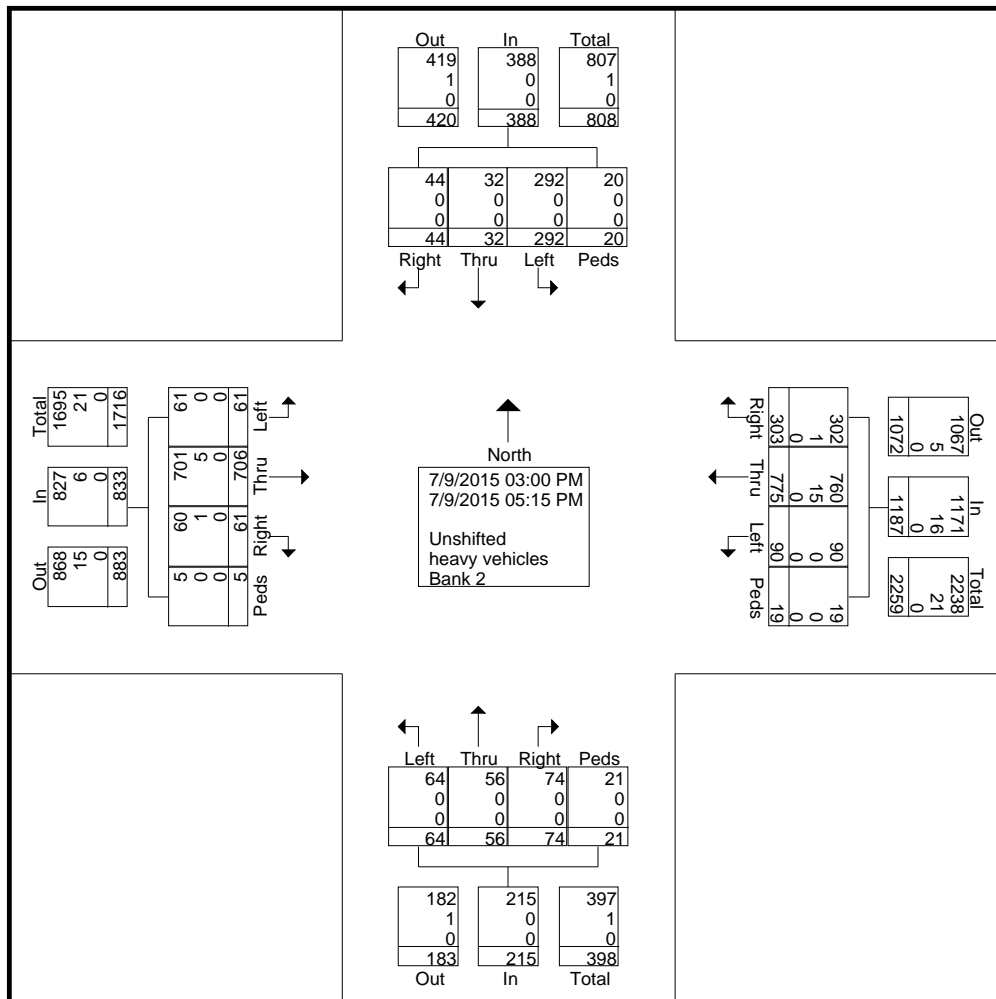 Out In Total
419 388 807
1 0 1
0 0 0
420 388 808
44 32 292 20
0 0 0 0
0 0 0 0
44 32 292 20
Right Thru Left Peds
Total
1695
21
0
1716
In
827
6
0
833
Out
868
15
0
883
61
0
0
61
Left
701
5
0
706
Thru
60
1
0
61
Right
5
0
0
5
Peds
North
7/9/2015 03:00 PM
7/9/2015 05:15 PM
Unshifted
heavy vehicles
Bank 2
Right
302
1
0
303
Thru
760
15
0
775
Left
90
0
0
90
Peds
19
0
0
19
Out
1067
5
0
1072
In
1171
16
0
1187
Total
2238
21
0
2259
Left Thru Right Peds
64 56 74 21
0 0 0 0
0 0 0 0
64 56 74 21
182 215 397
1 0 1
0 0 0
183 215 398
Out In Total